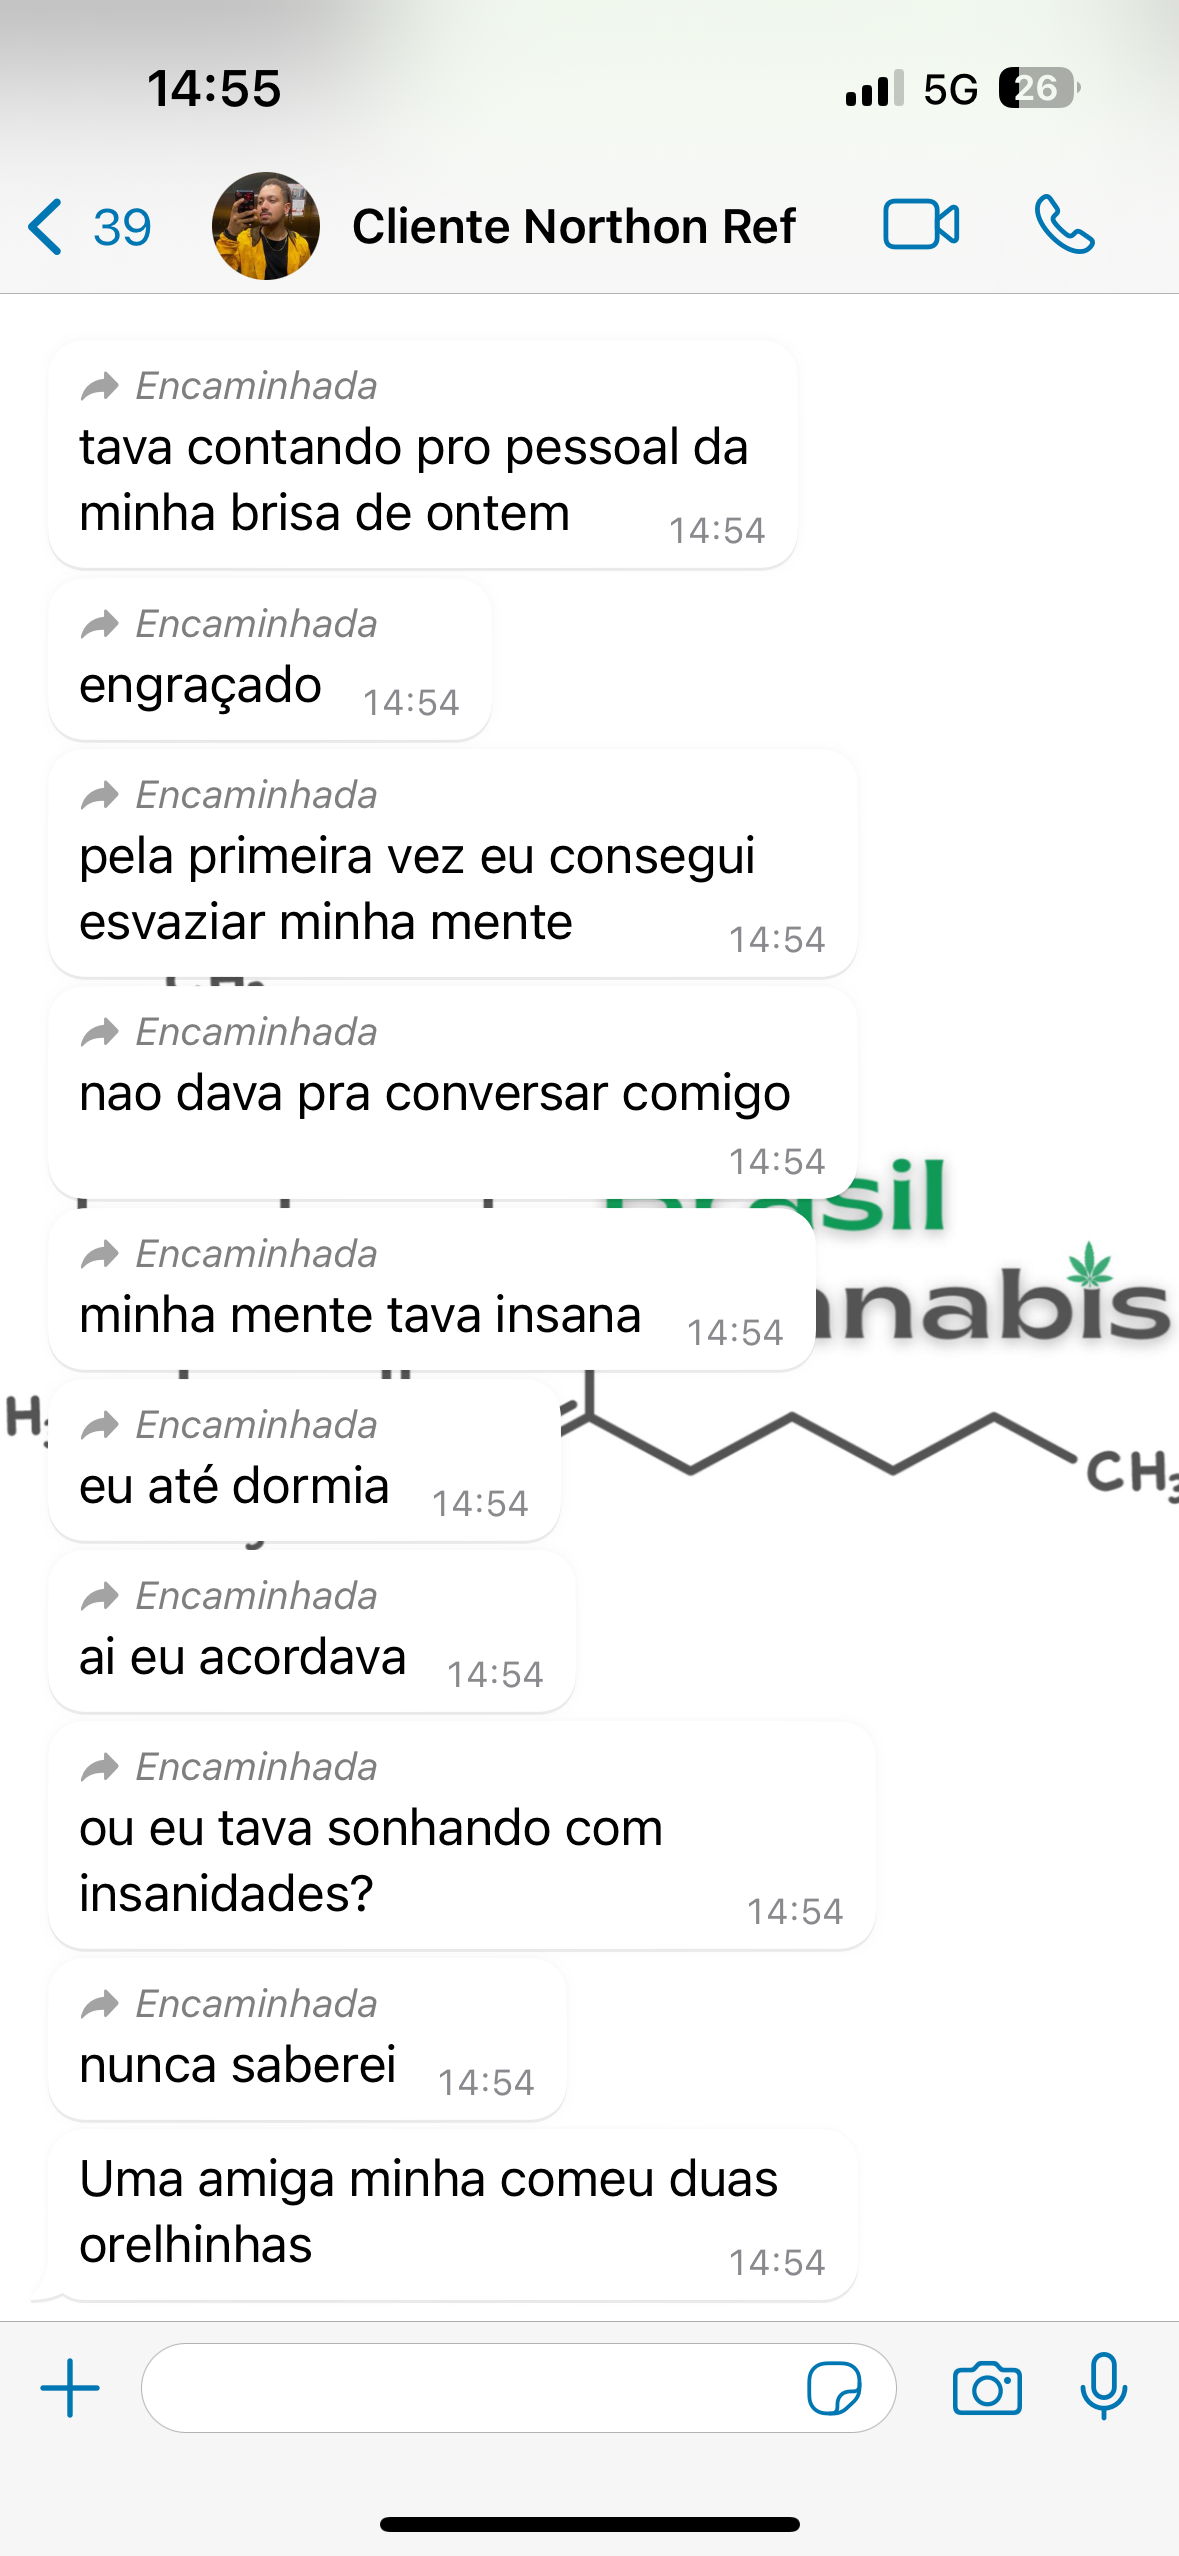 14:55
5G
26
39
Cliente Northon Ref
Encaminhada
tava contando pro pessoal da
minha brisa de ontem
14:54
Encaminhada
engraçado
14:54
Encaminhada
pela primeira vez eu consegui
esvaziar minha mente
14:54
Encaminhada
nao dava pra conversar comigo
14:54
asil
Encaminhada
minha mente tava insana
14:54
nnabis
Encaminhada
eu até dormia
14:54
CH3
Encaminhada
ai eu acordava
14:54
Encaminhada
ou eu tava sonhando com
insanidades?
14:54
Encaminhada
nunca saberei
14:54
Uma amiga minha comeu duas
orelhinhas
14:54